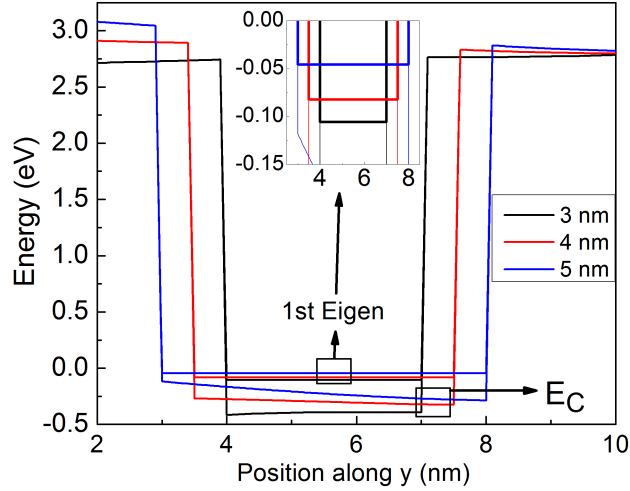 0.00
-0.05
-0.10
-0.15
4 6 8
3.0
2.5
2.0
1.5
1.0
0.5
0.0
-0.5
Energy (eV)
3 nm
4 nm
5 nm
1st Eigen
E_C
2 4 6 8 10
Position along y (nm)